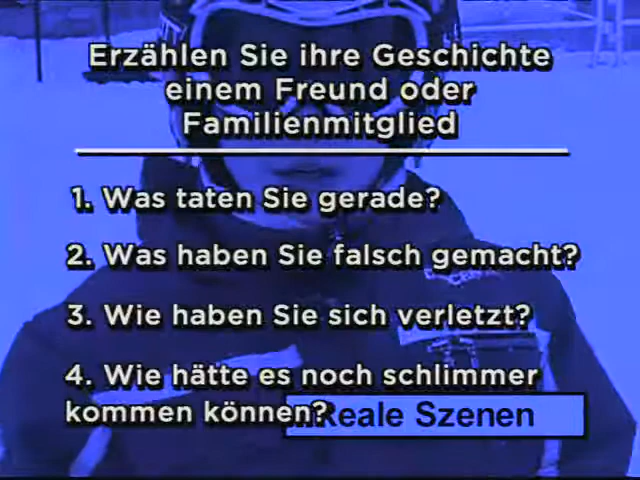 Erzählen Sie ihre Geschichte
einem Freund oder
Familienmitglied
1. Was taten Sie gerade?
2. Was haben Sie falsch gemacht?
3. Wie haben Sie sich verletzt?
4. Wie hätte es noch schlimmer
kommen können?
Reale Szenen